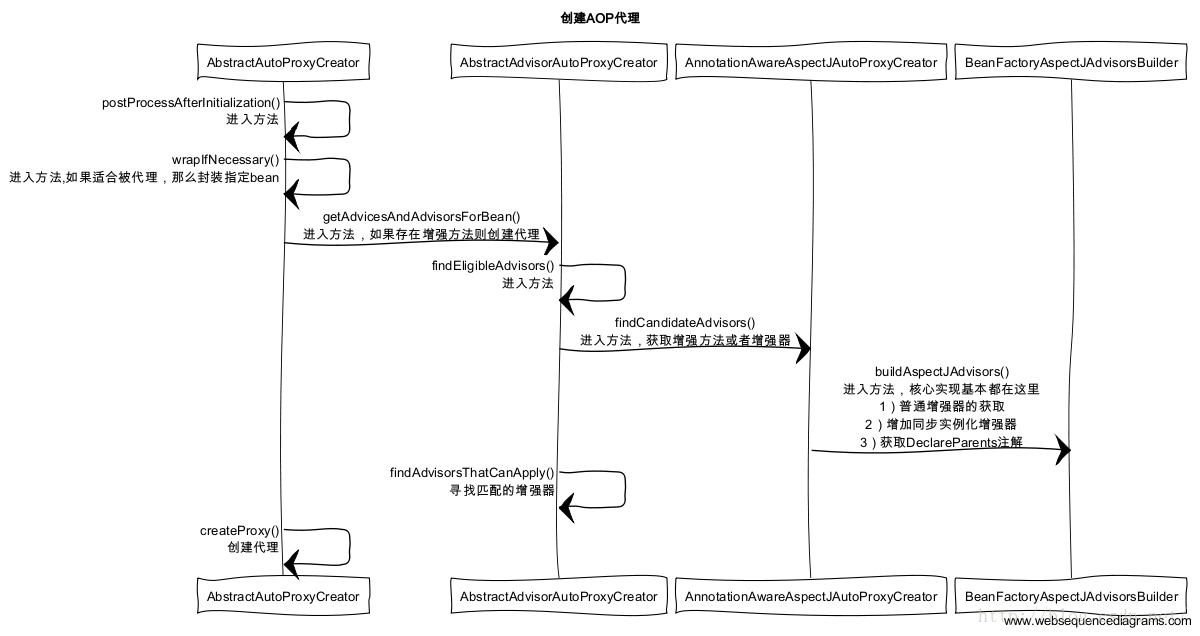 创建AOP代理
AbstractAutoProxyCreator
AbstractAdvisorAutoProxyCreator
AnnotationAwareAspectJAutoProxyCreator
BeanFactoryAspectJAdvisorsBuilder
postProcessAfterInitialization()
进入方法
wrapIfNecessary()
进入方法,如果适合被代理，那么封装指定bean
getAdvicesAndAdvisorsForBean()
进入方法，如果存在增强方法则创建代理
findEligibleAdvisors()
进入方法
findCandidateAdvisors()
进入方法，获取增强方法或者增强器
buildAspectJAdvisors()
进入方法，核心实现基本都在这里
1）普通增强器的获取
2）增加同步实例化增强器
3）获取DeclareParents注解
findAdvisorsThatCanApply()
寻找匹配的增强器
createProxy()
创建代理
AbstractAutoProxyCreator
AbstractAdvisorAutoProxyCreator
AnnotationAwareAspectJAutoProxyCreator
BeanFactoryAspectJAdvisorsBuilder
www.websequencediagrams.com